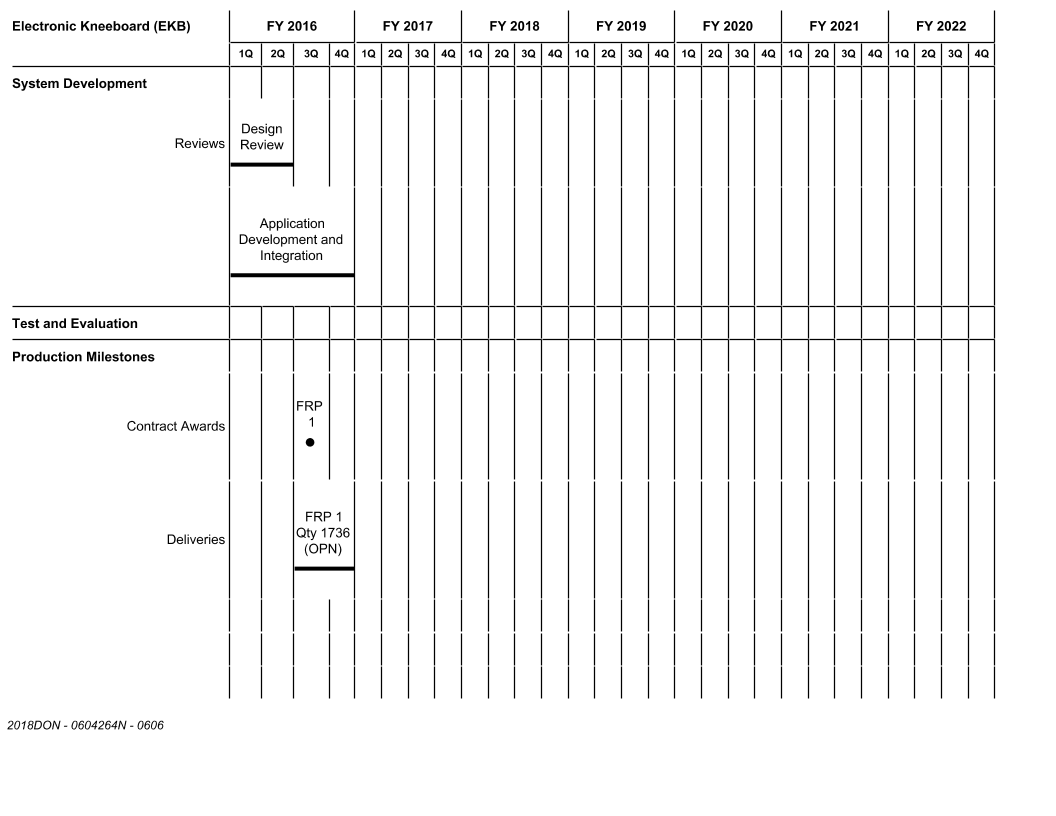 Electronic Kneeboard (EKB) FY 2016 FY 2017 FY 2018 FY 2019 FY 2020 FY 2021 FY 2022
1Q 2Q 3Q 4Q 1Q 2Q 3Q 4Q 1Q 2Q 3Q 4Q 1Q 2Q 3Q 4Q 1Q 2Q 3Q 4Q 1Q 2Q 3Q 4Q 1Q 2Q 3Q 4Q
System Development
Reviews
Design
Review
Application
Development and
Integration
Test and Evaluation
Production Milestones
Contract Awards
FRP
1
Deliveries
FRP 1
Qty 1736
(OPN)
2018DON - 0604264N - 0606